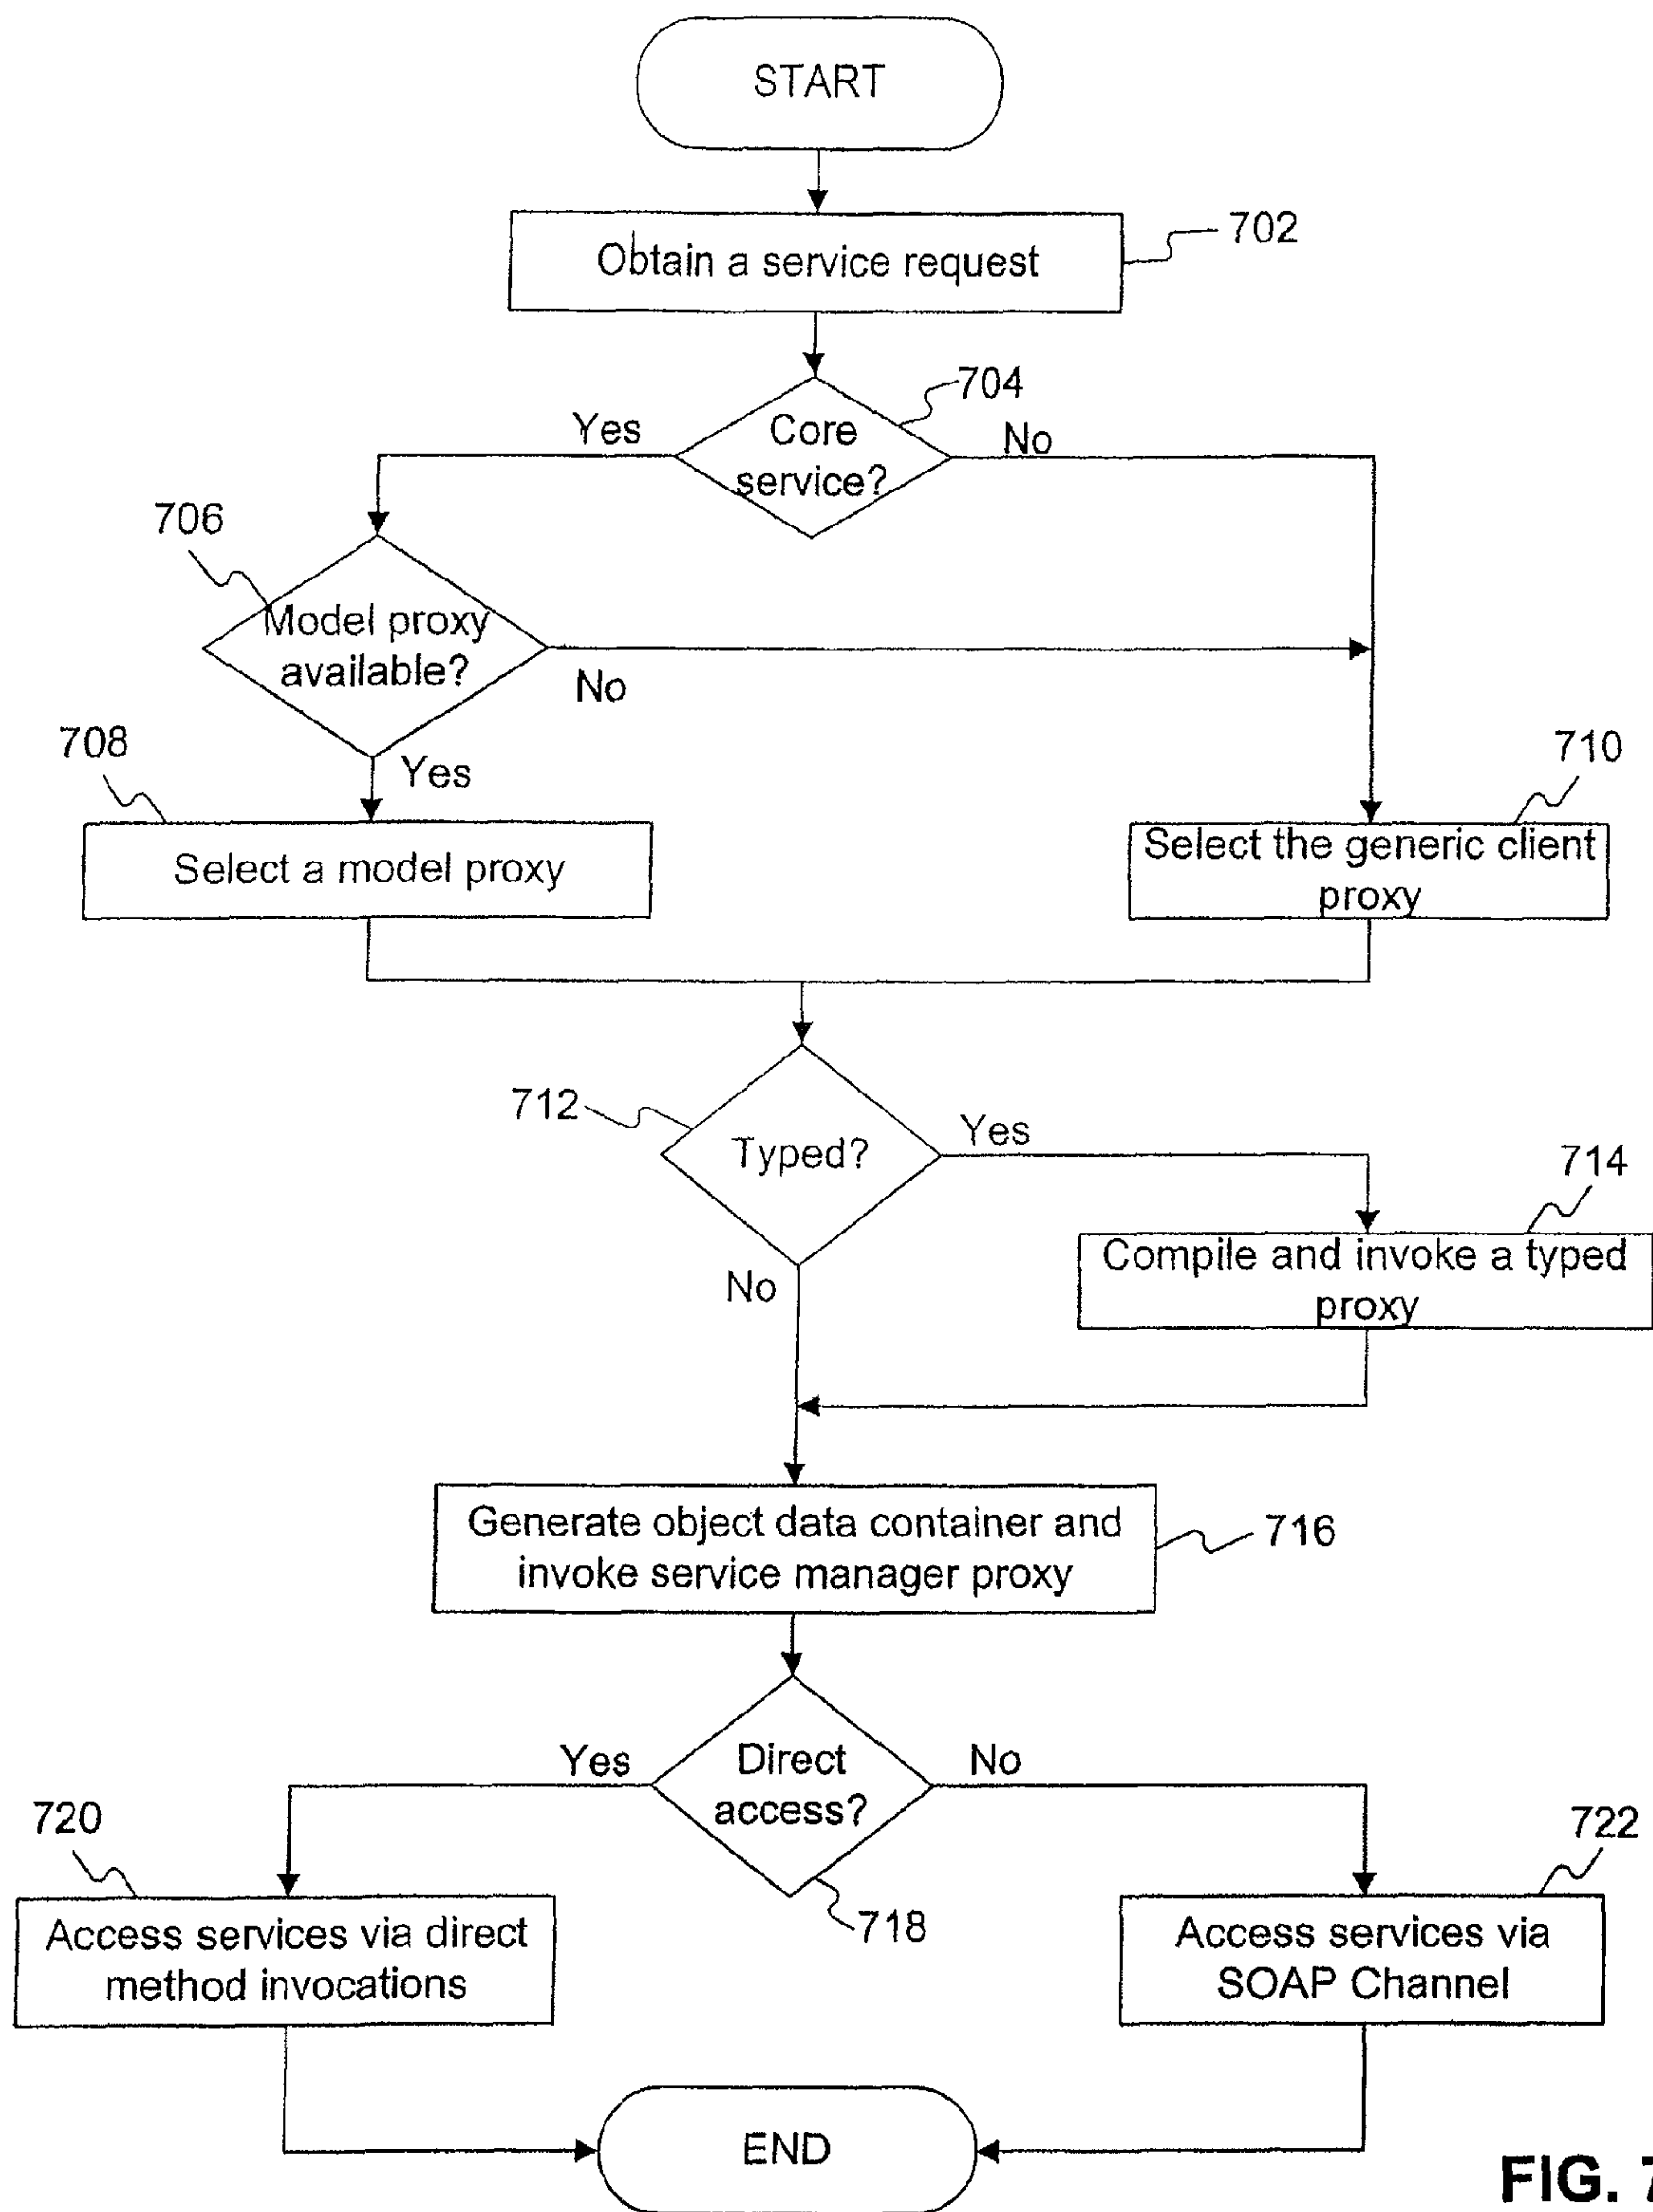 START
Obtain a service request
702
704
Yes
Core
service?
No
706
Model proxy
available?
No
708
Yes
710
Select a model proxy
Select the generic client
proxy
712
Typed?
Yes
714
No
Compile and invoke a typed
proxy
Generate object data container and
invoke service manager proxy
716
Yes
Direct
access?
No
720
722
718
Access services via direct
method invocations
Access services via
SOAP Channel
END
FIG. 7